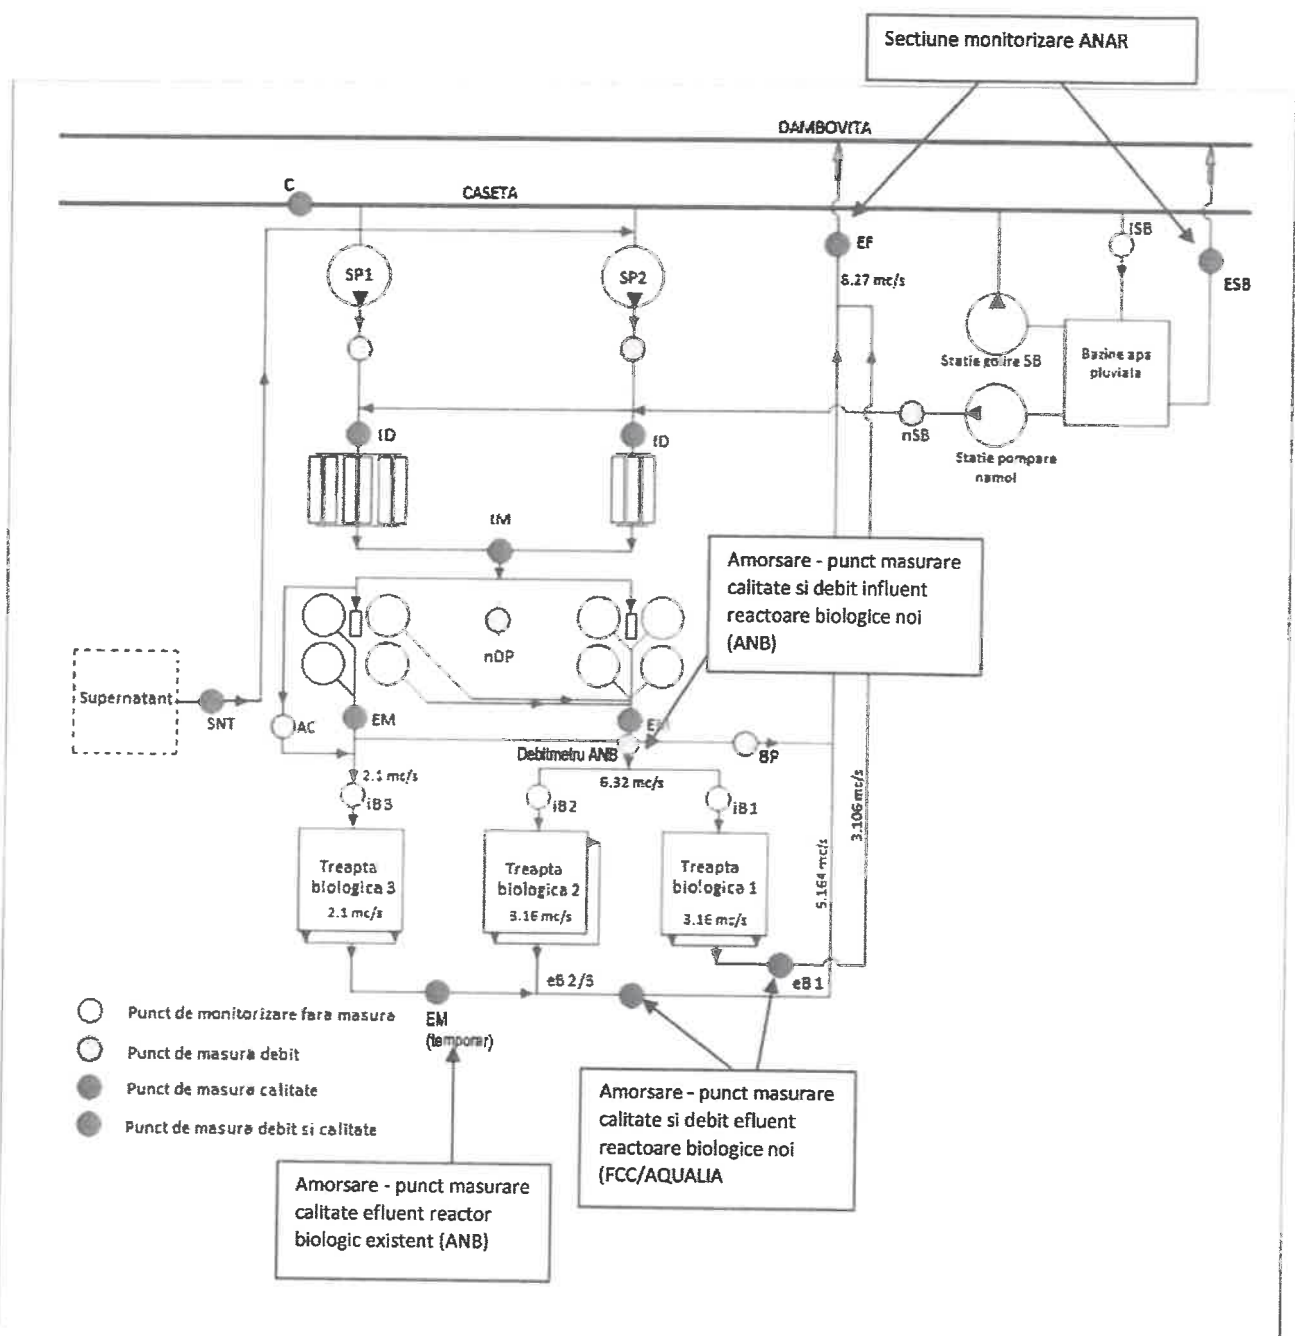 Sectiune monitorizare ANAR
DAMBOVITA
C
CASETA
ISB
EF
SP1
SP2
8.27 mc/s
ESB
Statie golire SB
Bazine apa
pluviala
ID
ID
nSB
Statie pompare
namol
IM
Amorsare - punct masurare
calitate si debit influent
reactoare biologice noi
(ANB)
nDP
Supernatant
SNT
AC
EM
EM
Debitmetru ANB
BP
2.1 mc/s
6.32 mc/s
iB3
iB2
iB1
5.164 mc/s
3.106 mc/s
Treapta
biologica 3
2.1 mc/s
Treapta
biologica 2
3.16 mc/s
Treapta
biologica 1
3.16 mc/s
eB 2/3
eB 1
EM
(temporar)
Punct de monitorizare fara masura
Punct de masura debit
Punct de masura calitate
Punct de masura debit si calitate
Amorsare - punct masurare
calitate si debit efluent
reactoare biologice noi
(FCC/AQUALIA
Amorsare - punct masurare
calitate efluent reactor
biologic existent (ANB)